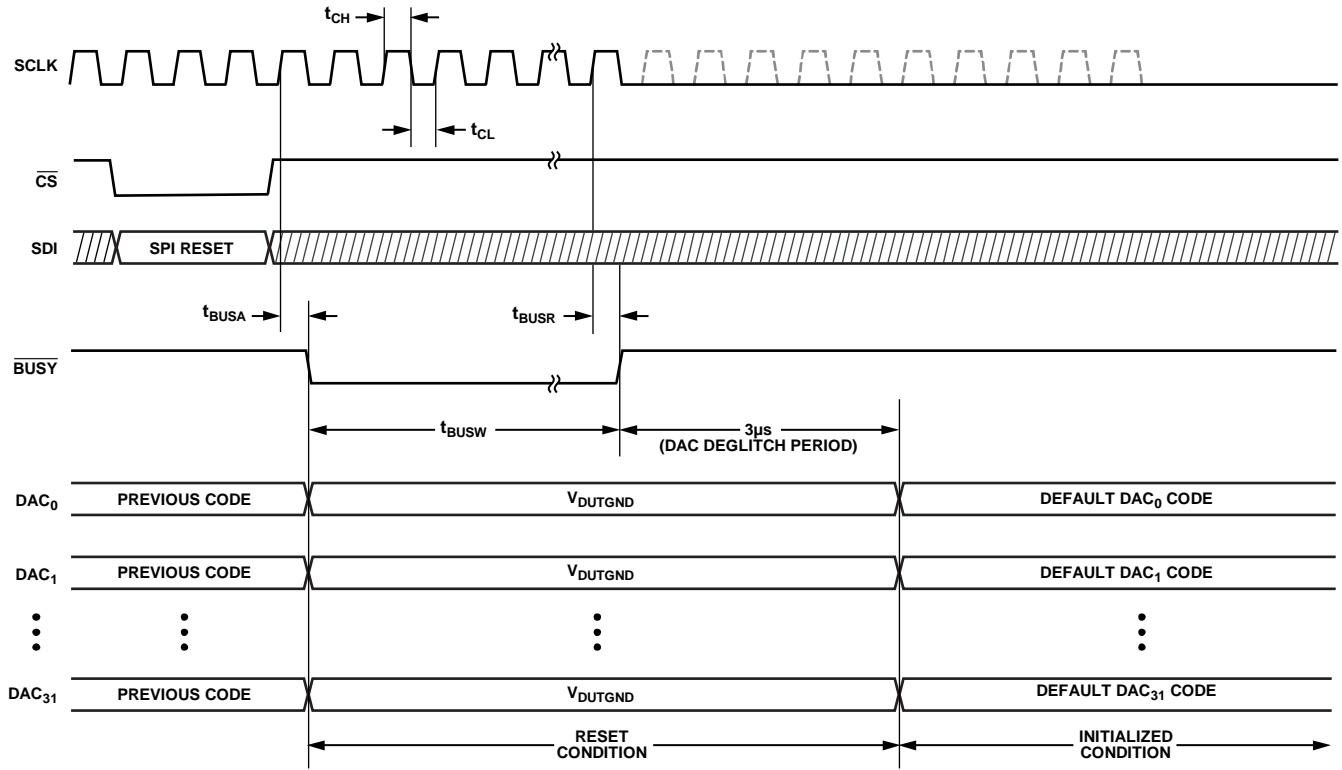 tCH
SCLK
tCL
CS
SDI
SPI RESET
tBUSA
tBUSR
BUSY
tBUSW
3µs
(DAC DEGLITCH PERIOD)
DAC0
PREVIOUS CODE
VDUTGND
DEFAULT DAC0 CODE
DAC1
PREVIOUS CODE
VDUTGND
DEFAULT DAC1 CODE
DAC31
PREVIOUS CODE
VDUTGND
DEFAULT DAC31 CODE
RESET
CONDITION
INITIALIZED
CONDITION